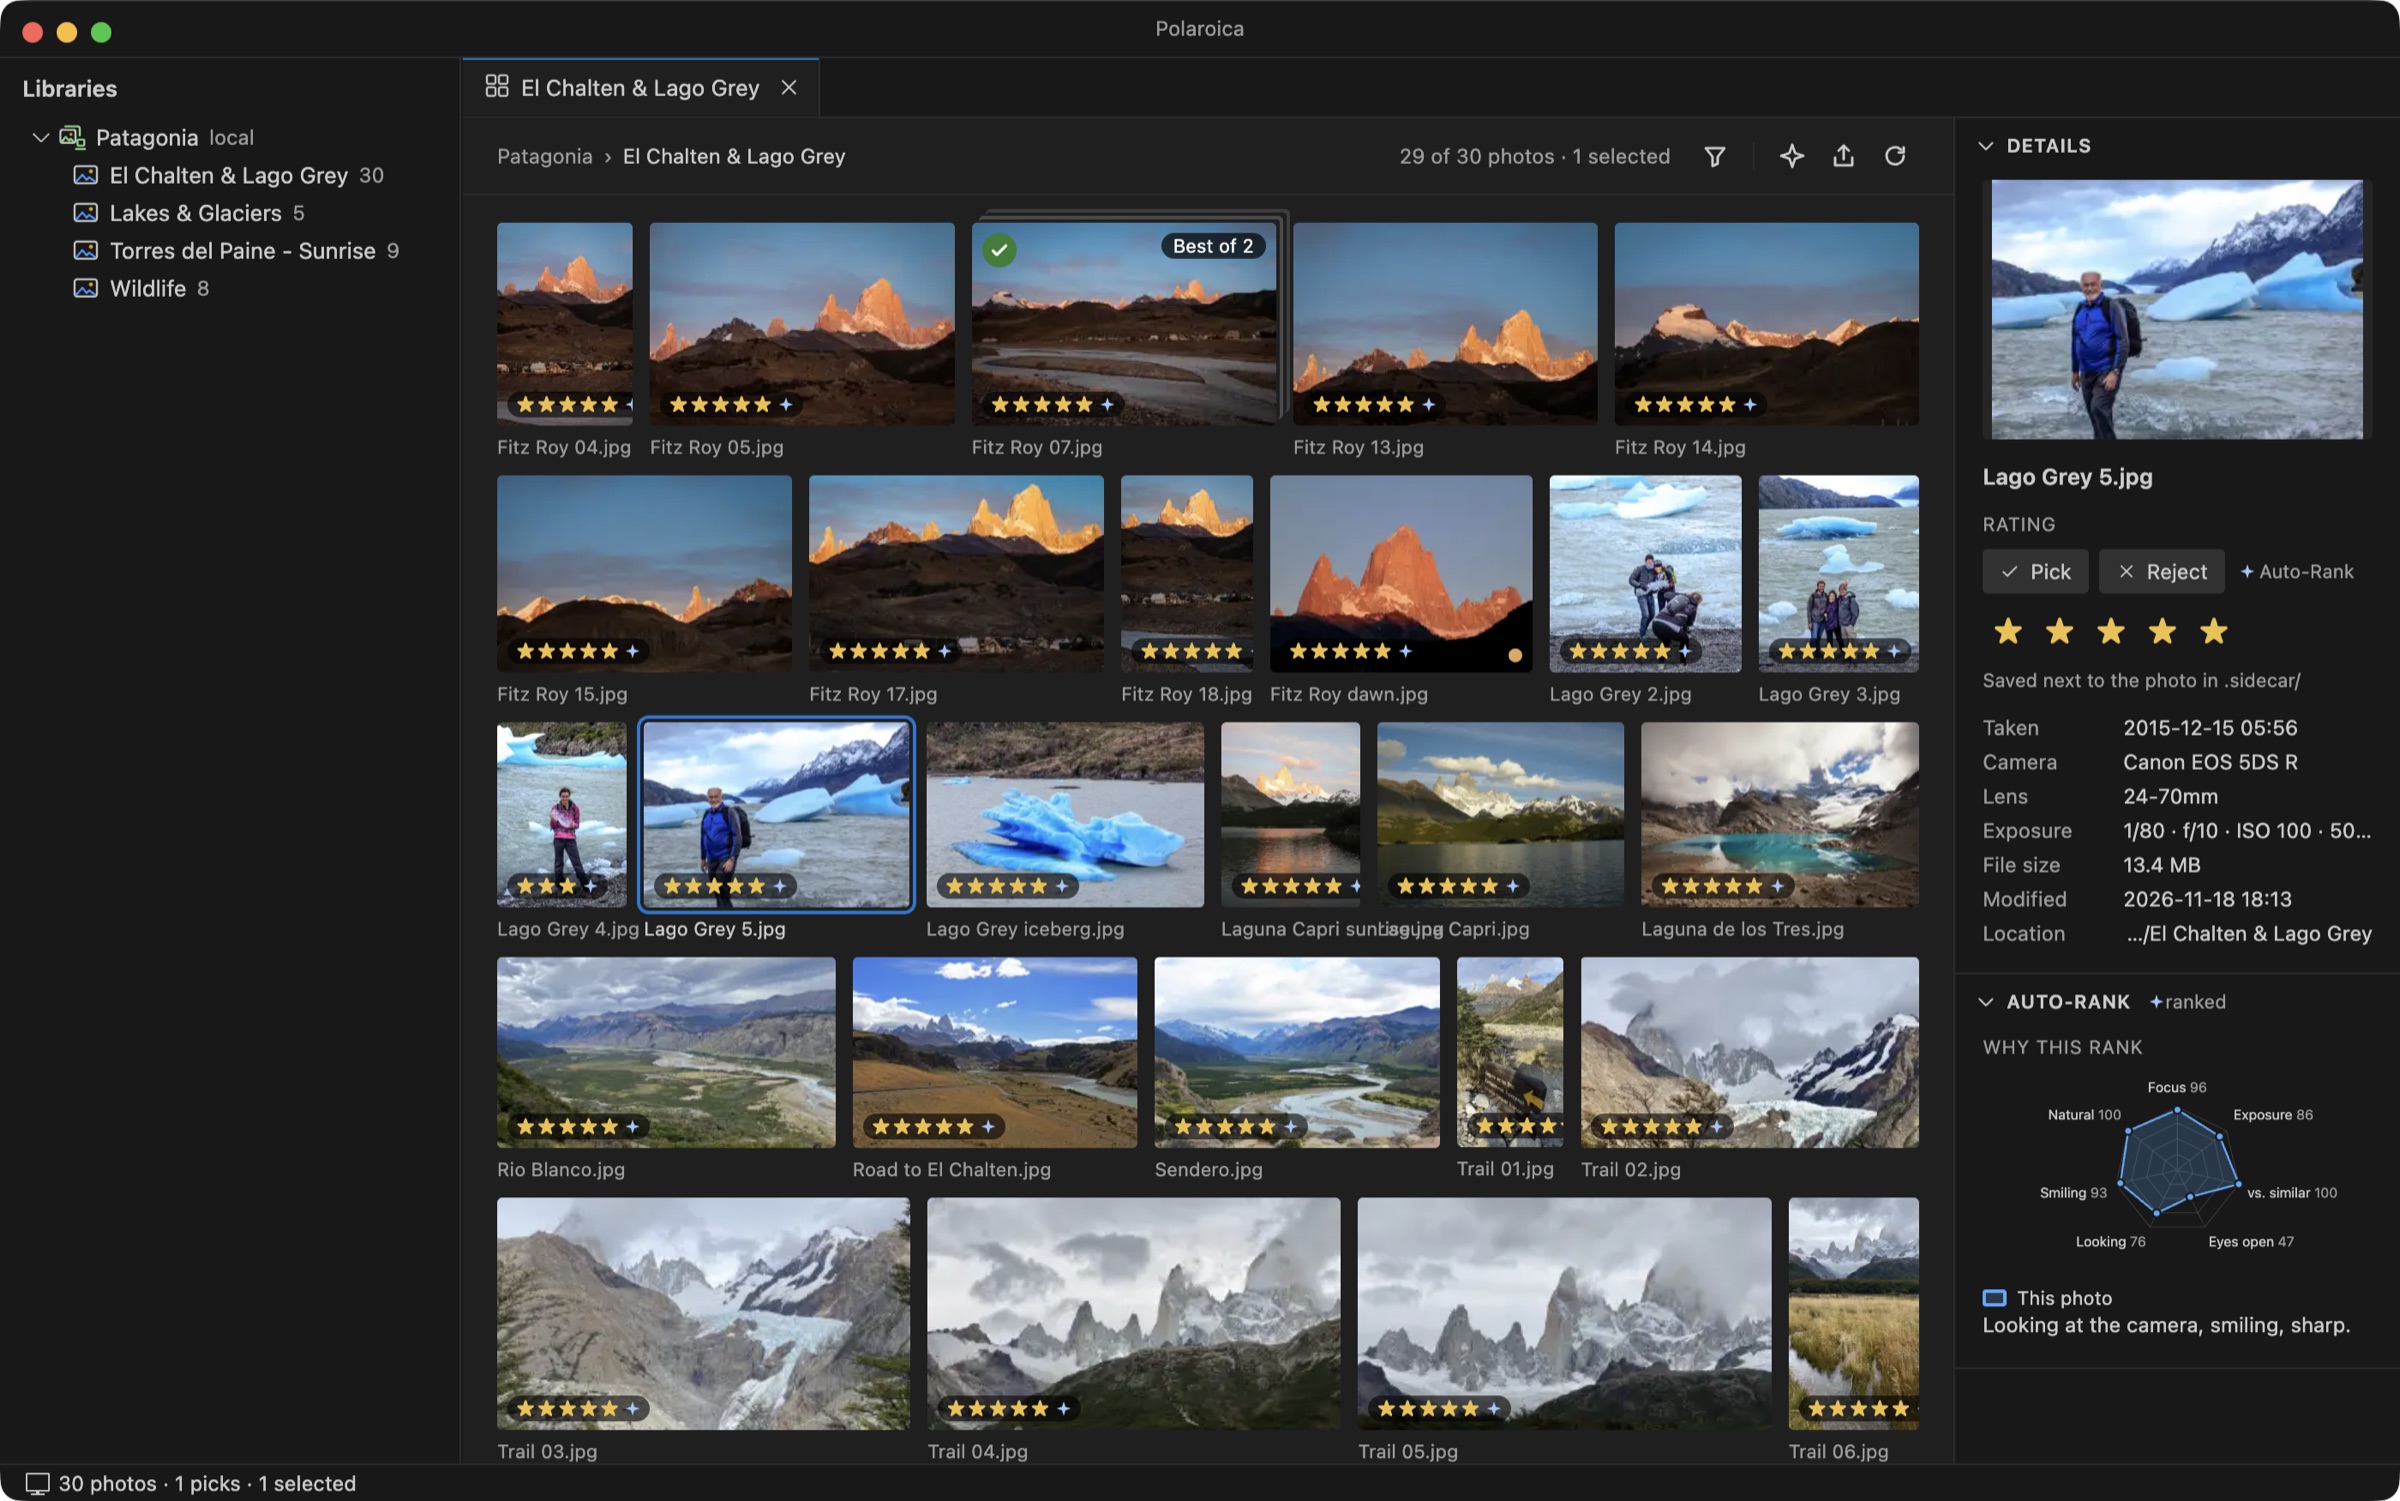 Polaroica
Libraries
Patagonia local
El Chalten & Lago Grey 30
Lakes & Glaciers 5
Torres del Paine - Sunrise 9
Wildlife 8
El Chalten & Lago Grey
Patagonia › El Chalten & Lago Grey
29 of 30 photos · 1 selected
Best of 2
Fitz Roy 04.jpg
Fitz Roy 05.jpg
Fitz Roy 07.jpg
Fitz Roy 13.jpg
Fitz Roy 14.jpg
Fitz Roy 15.jpg
Fitz Roy 17.jpg
Fitz Roy 18.jpg
Fitz Roy dawn.jpg
Lago Grey 2.jpg
Lago Grey 3.jpg
Lago Grey 4.jpg
Lago Grey 5.jpg
Lago Grey iceberg.jpg
Laguna Capri sunrise.jpg
Laguna Capri.jpg
Laguna de los Tres.jpg
Rio Blanco.jpg
Road to El Chalten.jpg
Sendero.jpg
Trail 01.jpg
Trail 02.jpg
Trail 03.jpg
Trail 04.jpg
Trail 05.jpg
Trail 06.jpg
DETAILS
Lago Grey 5.jpg
RATING
Pick
Reject
Auto-Rank
Saved next to the photo in .sidecar/
Taken 2015-12-15 05:56
Camera Canon EOS 5DS R
Lens 24-70mm
Exposure 1/80 · f/10 · ISO 100 · 50...
File size 13.4 MB
Modified 2026-11-18 18:13
Location .../El Chalten & Lago Grey
AUTO-RANK ranked
WHY THIS RANK
Focus 96
Natural 100
Exposure 86
Smiling 93
vs. similar 100
Looking 76
Eyes open 47
This photo
Looking at the camera, smiling, sharp.
30 photos · 1 picks · 1 selected